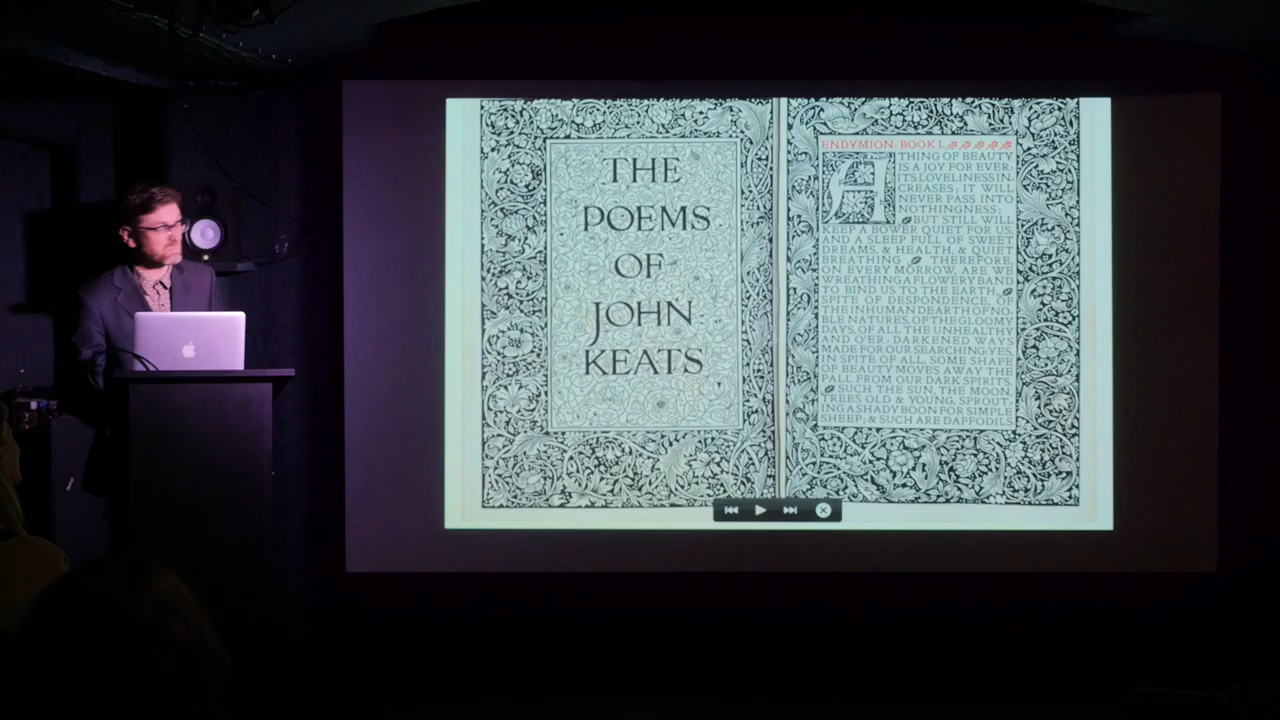 THE
POEMS
OF
JOHN
KEATS
ENDYMION: BOOK I.
A THING OF BEAUTY
IS A JOY FOR EVER:
ITS LOVELINESS IN
CREASES; IT WILL
NEVER PASS INTO
NOTHINGNESS;
BUT STILL WILL
KEEP A BOWER QUIET FOR US,
AND A SLEEP FULL OF SWEET
DREAMS, & HEALTH, & QUIET
BREATHING. THEREFORE,
ON EVERY MORROW, ARE WE
WREATHING A FLOWERY BAND
TO BIND US TO THE EARTH,
SPITE OF DESPONDENCE, OF
THE INHUMAN DEARTH OF NO-
BLE NATURES, OF THE GLOOMY
DAYS, OF ALL THE UNHEALTHY
AND O'ER-DARKENED WAYS
MADE FOR OUR SEARCHING: YES,
IN SPITE OF ALL, SOME SHAPE
OF BEAUTY MOVES AWAY THE
PALL FROM OUR DARK SPIRITS.
SUCH THE SUN, THE MOON,
TREES OLD & YOUNG, SPROUT
ING A SHADY BOON FOR SIMPLE
SHEEP; & SUCH ARE DAFFODILS